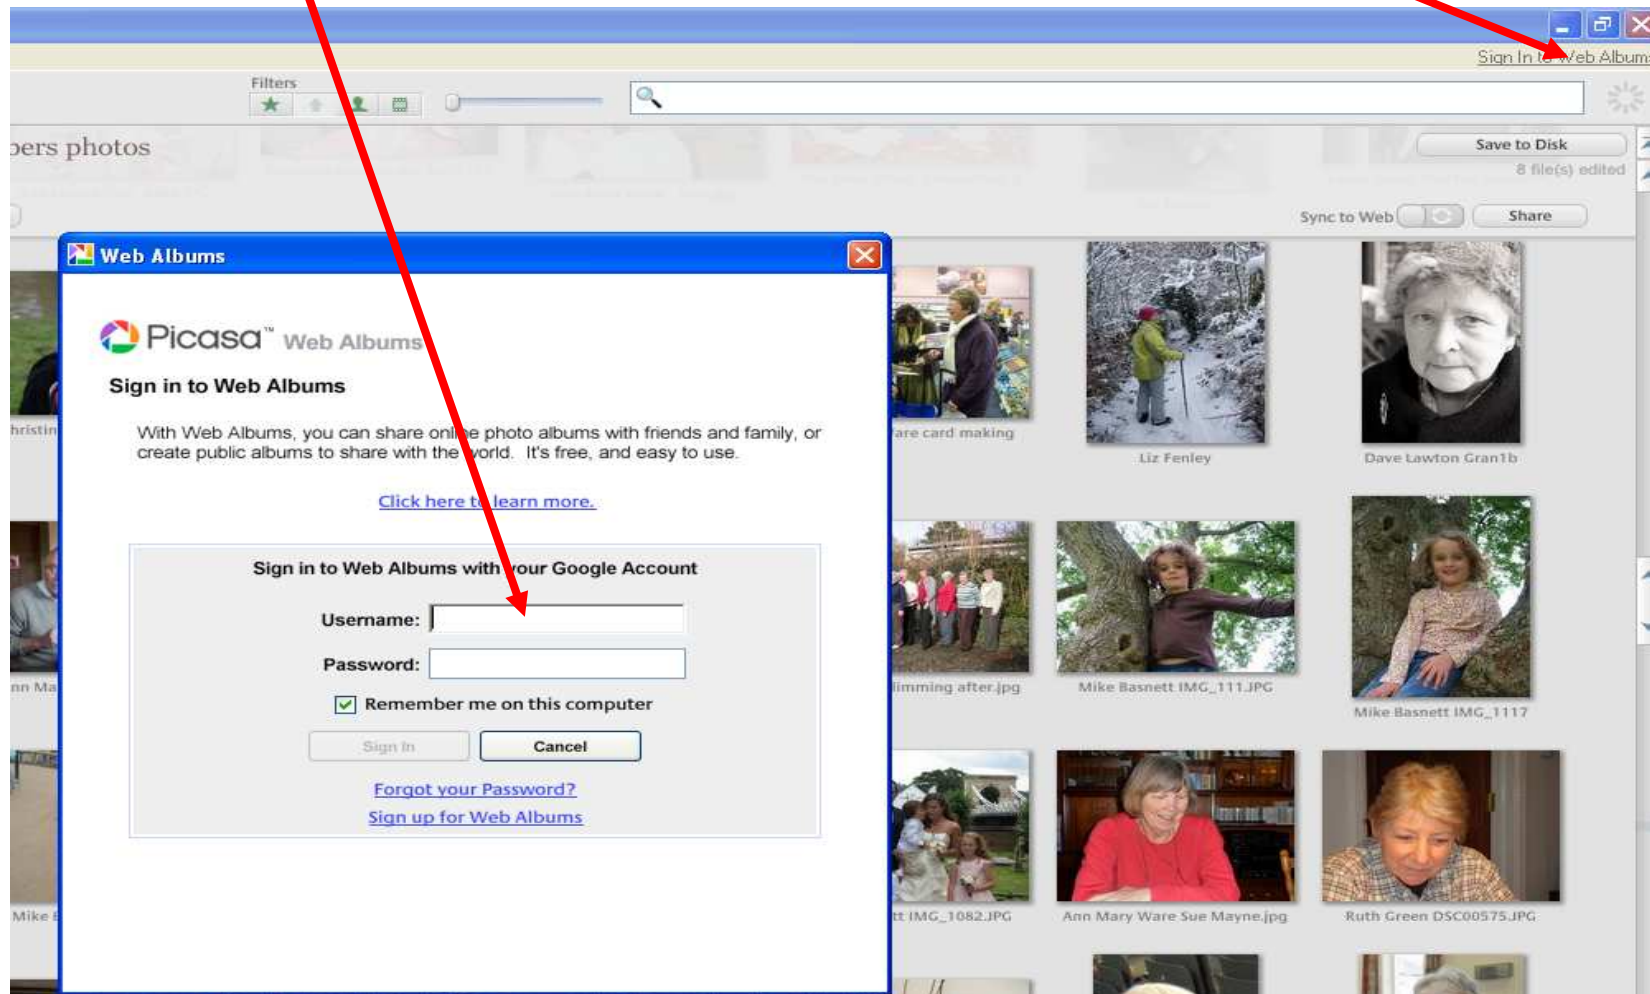 Sign In to Web Albums
Filters
bers photos
Save to Disk
8 file(s) edited
Sync to Web
Share
Web Albums
Picasa™ Web Albums
Sign in to Web Albums
With Web Albums, you can share online photo albums with friends and family, or
create public albums to share with the world. It's free, and easy to use.
Click here to learn more.
Sign in to Web Albums with your Google Account
Username:
Password:
Remember me on this computer
Sign In
Cancel
Forgot your Password?
Sign up for Web Albums
hristin
are card making
Liz Fenley
Dave Lawton Gran1b
nn Ma
limming after.jpg
Mike Basnett IMG_111.JPG
Mike Basnett IMG_1117
Mike
tt IMG_1082.JPG
Ann Mary Ware Sue Mayne.jpg
Ruth Green DSC00575.JPG